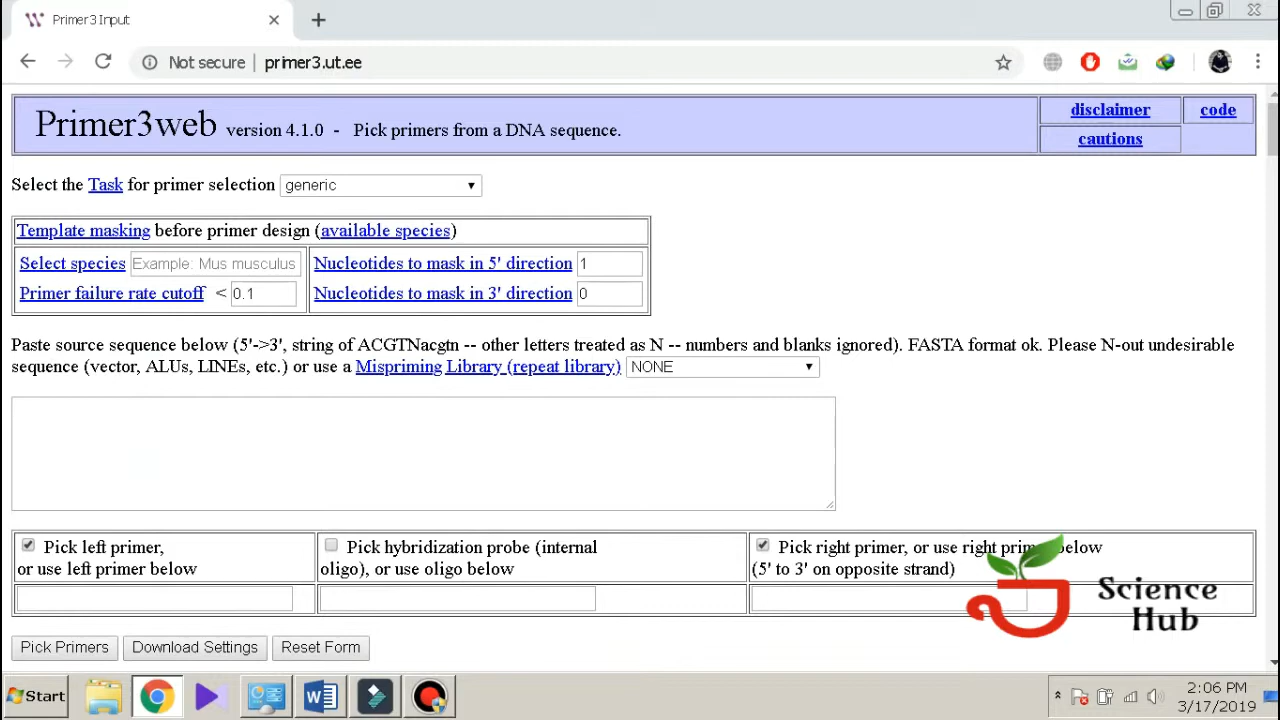 Primer3 Input
Not secure | primer3.ut.ee
Primer3web version 4.1.0 - Pick primers from a DNA sequence.
disclaimer
code
cautions
Select the Task for primer selection generic
Template masking before primer design (available species)
Select species Example: Mus musculus Nucleotides to mask in 5' direction 1
Primer failure rate cutoff < 0.1 Nucleotides to mask in 3' direction 0
Paste source sequence below (5'->3', string of ACGTNacgtn -- other letters treated as N -- numbers and blanks ignored). FASTA format ok. Please N-out undesirable
sequence (vector, ALUs, LINEs, etc.) or use a Mispriming Library (repeat library) NONE
Pick left primer, Pick hybridization probe (internal Pick right primer, or use right primer below
or use left primer below oligo), or use oligo below (5' to 3' on opposite strand)
Science
Hub
Pick Primers Download Settings Reset Form
Start
2:06 PM
3/17/2019